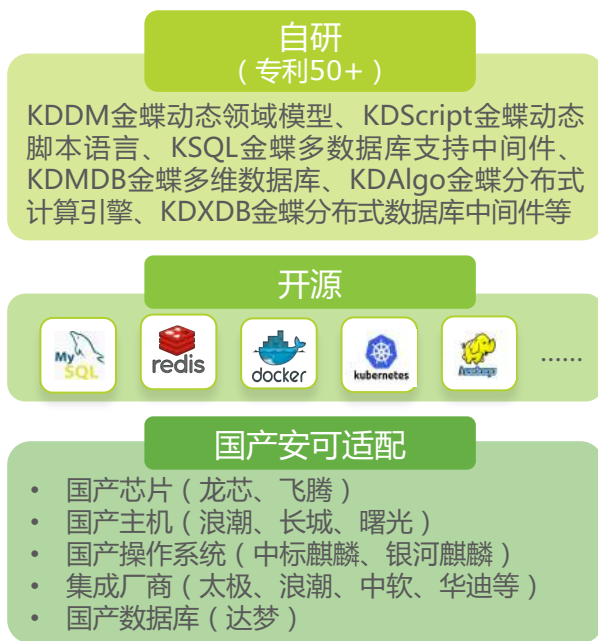 自研
（专利50+）
KDDM金蝶动态领域模型、KDScript金蝶动态
脚本语言、KSQL金蝶多数据库支持中间件、
KDMDB金蝶多维数据库、KDAlgo金蝶分布式
计算引擎、KDXDB金蝶分布式数据库中间件等
开源
My
SQL
redis
docker
kubernetes
hadoop
……
国产安可适配
• 国产芯片（龙芯、飞腾）
• 国产主机（浪潮、长城、曙光）
• 国产操作系统（中标麒麟、银河麒麟）
• 集成厂商（太极、浪潮、中软、华迪等）
• 国产数据库（达梦）